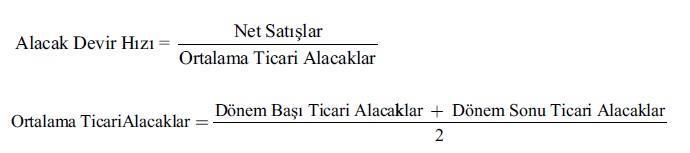 Alacak Devir Hızı = Net Satışlar
Ortalama Ticari Alacaklar
Ortalama TicariAlacaklar = Dönem Başı Ticari Alacaklar + Dönem Sonu Ticari Alacaklar
2